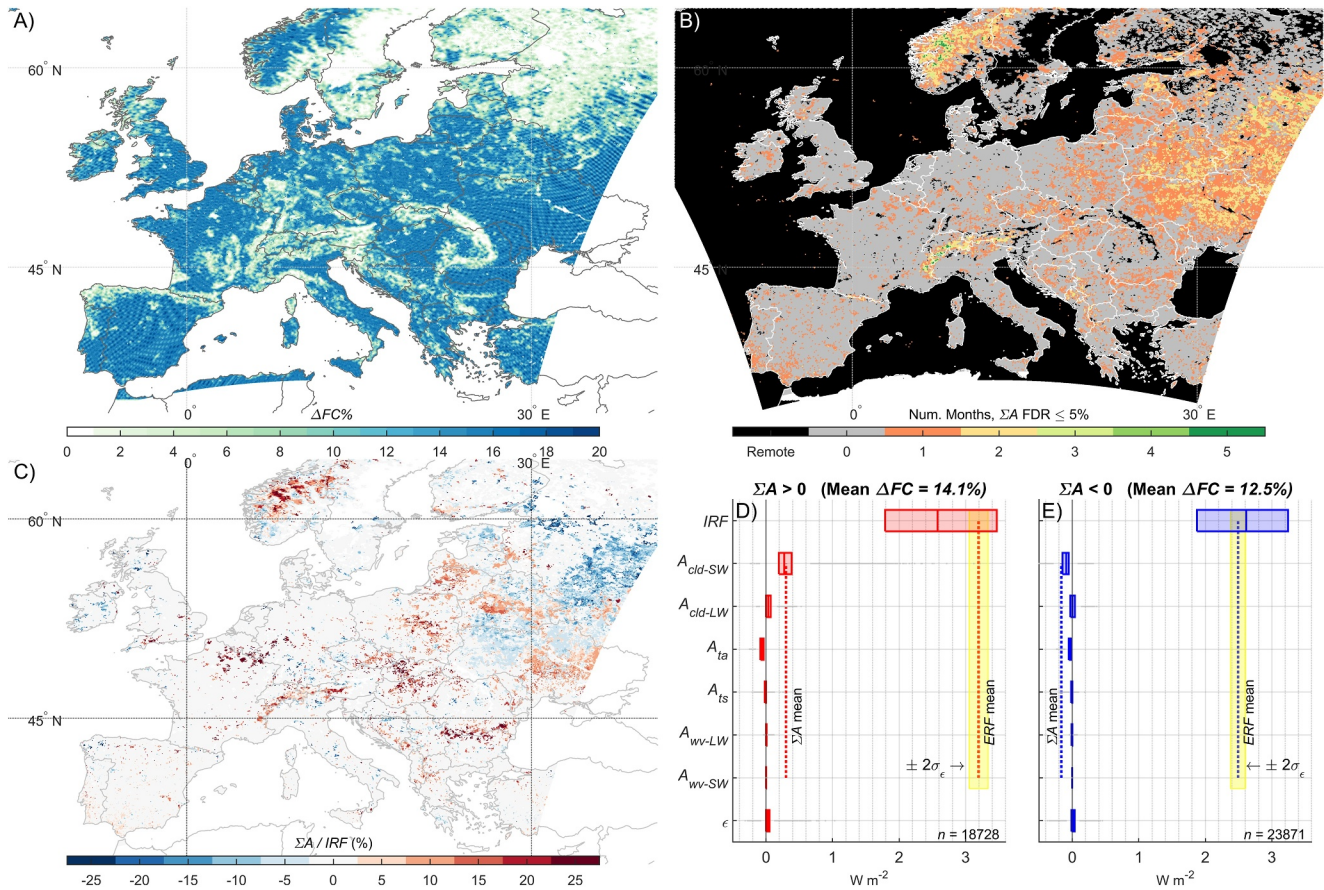 A)
60° N
45° N
0°
30° E
ΔFC%
0 2 4 6 8 10 12 14 16 17 18 19 20
B)
60° N
45° N
0°
30° E
Num. Months, ΣA FDR ≤ 5%
Remote 0 1 2 3 4 5
C)
0°
30° E
60° N
45° N
ΣA / IRF (%)
-25 -20 -15 -10 -5 0 5 10 15 20 25
ΣA > 0 (Mean ΔFC = 14.1%)
D)
IRF
A_cld-SW
A_cld-LW
A_ta
A_ts
A_wv-LW
A_wv-SW
ϵ
ΣA mean
ERF mean
± 2σ_ϵ →
n = 18728
0 1 2 3
W m⁻²
ΣA < 0 (Mean ΔFC = 12.5%)
E)
ΣA mean
ERF mean
← ± 2σ_ϵ
n = 23871
0 1 2 3
W m⁻²